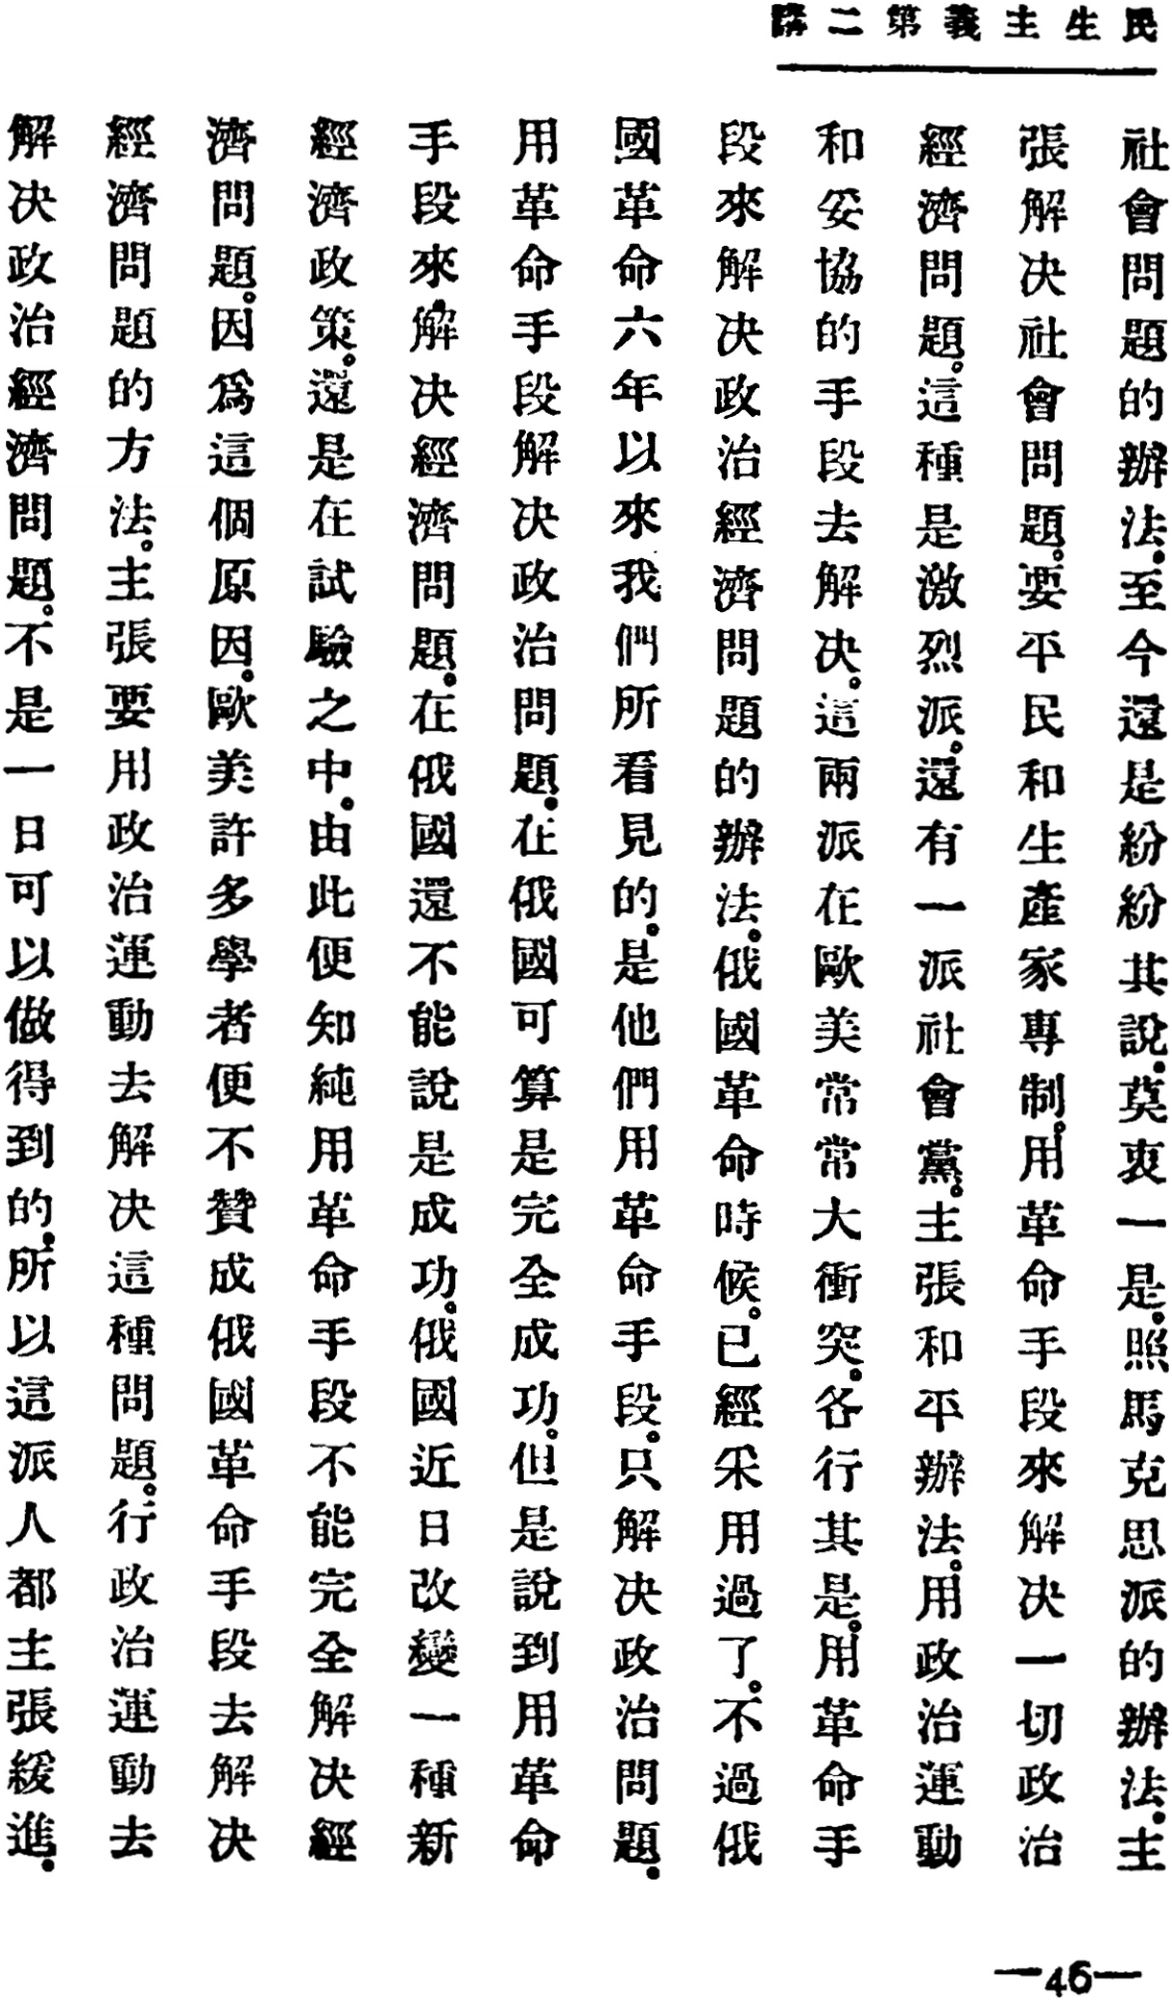 民生主義第二講
社會問題的辦法。至今還是紛紛其說。莫衷一是。照馬克思派的辦法。主
張解决社會問題。要平民和生產家專制。用革命手段來解决一切政治
經濟問題。這種是激烈派。還有一派社會黨。主張和平辦法。用政治運動
和妥協的手段去解决。這兩派在歐美常常大衝突。各行其是。用革命手
段來解决政治經濟問題的辦法。俄國革命時候。已經采用過了。不過俄
國革命六年以來我們所看見的。是他們用革命手段。只解决政治問題。
用革命手段解决政治問題。在俄國可算是完全成功。但是說到用革命
手段來。解决經濟問題。在俄國還不能說是成功。俄國近日改變一種新
經濟政策。還是在試驗之中。由此便知純用革命手段不能完全解决經
濟問題。因爲這個原因。歐美許多學者便不贊成俄國革命手段去解决
經濟問題的方法。主張要用政治運動去解决這種問題。行政治運動去
解决政治經濟問題。不是一日可以做得到的。所以這派人都主張緩進。
—46—